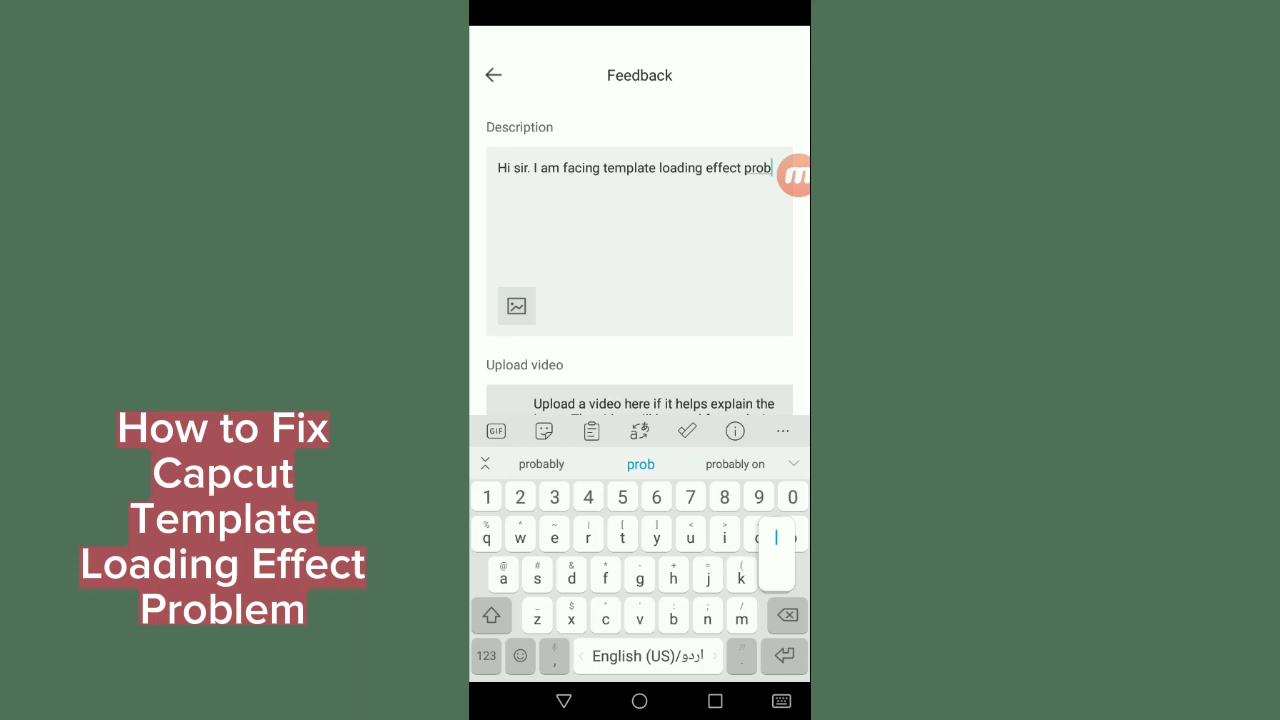 Feedback
Description
Hi sir. I am facing template loading effect prob
Upload video
Upload a video here if it helps explain the
How to Fix
Capcut
Template
Loading Effect
Problem
GIF
probably prob probably on
1 2 3 4 5 6 7 8 9 0
% ^ ~ | [ ] < >
q w e r t y u i
@ # & * - + = (
a s d f g h j k l
_ $ " ' : ; /
z x c v b n m
123 , English (US)/اردو .